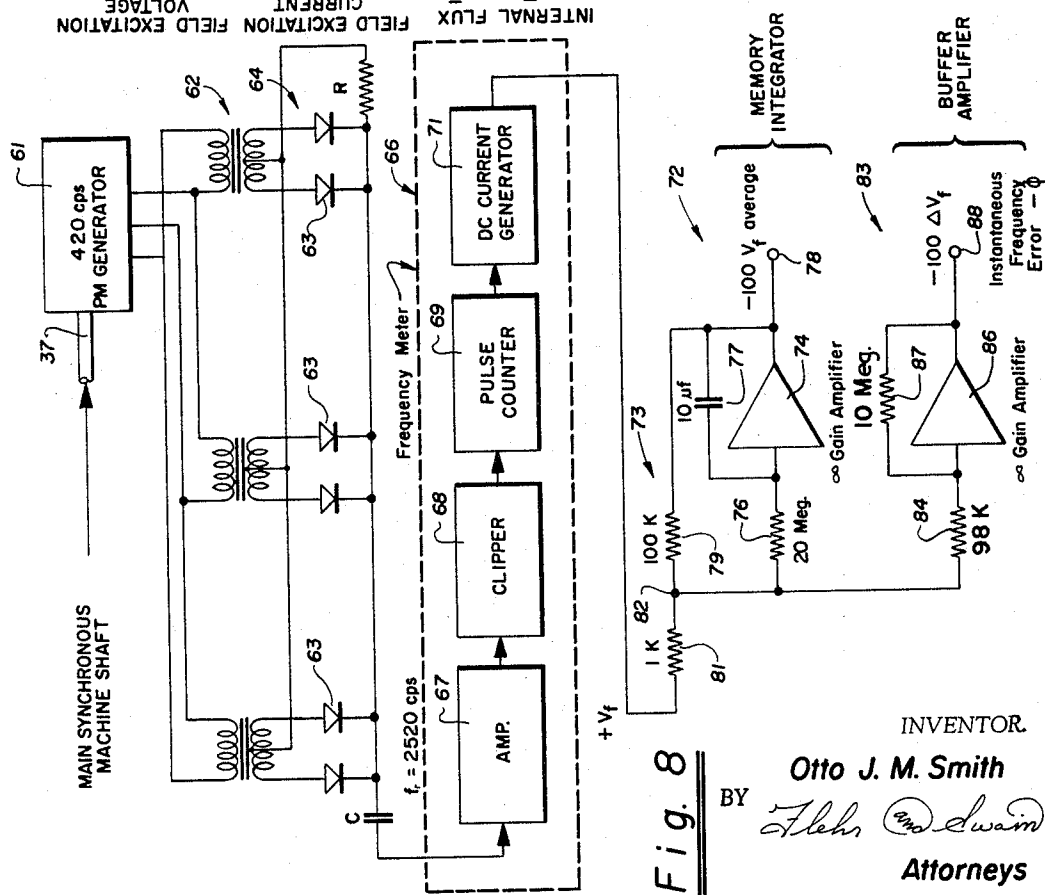 FIELD EXCITATION
VOLTAGE
FIELD EXCITATION
CURRENT
INTERNAL FLUX
61
420 cps
PM GENERATOR
37
MAIN SYNCHRONOUS
MACHINE SHAFT
62
64
R
63
63
63
C
f_r = 2520 cps
Frequency Meter
66
67
AMP.
68
CLIPPER
69
PULSE
COUNTER
71
DC CURRENT
GENERATOR
+V_f
1 K
81
82
73
100 K
79
10 µf
77
76
20 Meg.
74
∞ Gain Amplifier
72
-100 V_f average
78
MEMORY
INTEGRATOR
10 Meg.
87
84
98 K
86
∞ Gain Amplifier
83
-100 ΔV_f
88
Instantaneous
Frequency
Error - ϕ
BUFFER
AMPLIFIER
Fig. 8
INVENTOR.
Otto J. M. Smith
BY
Flehr and Swain
Attorneys